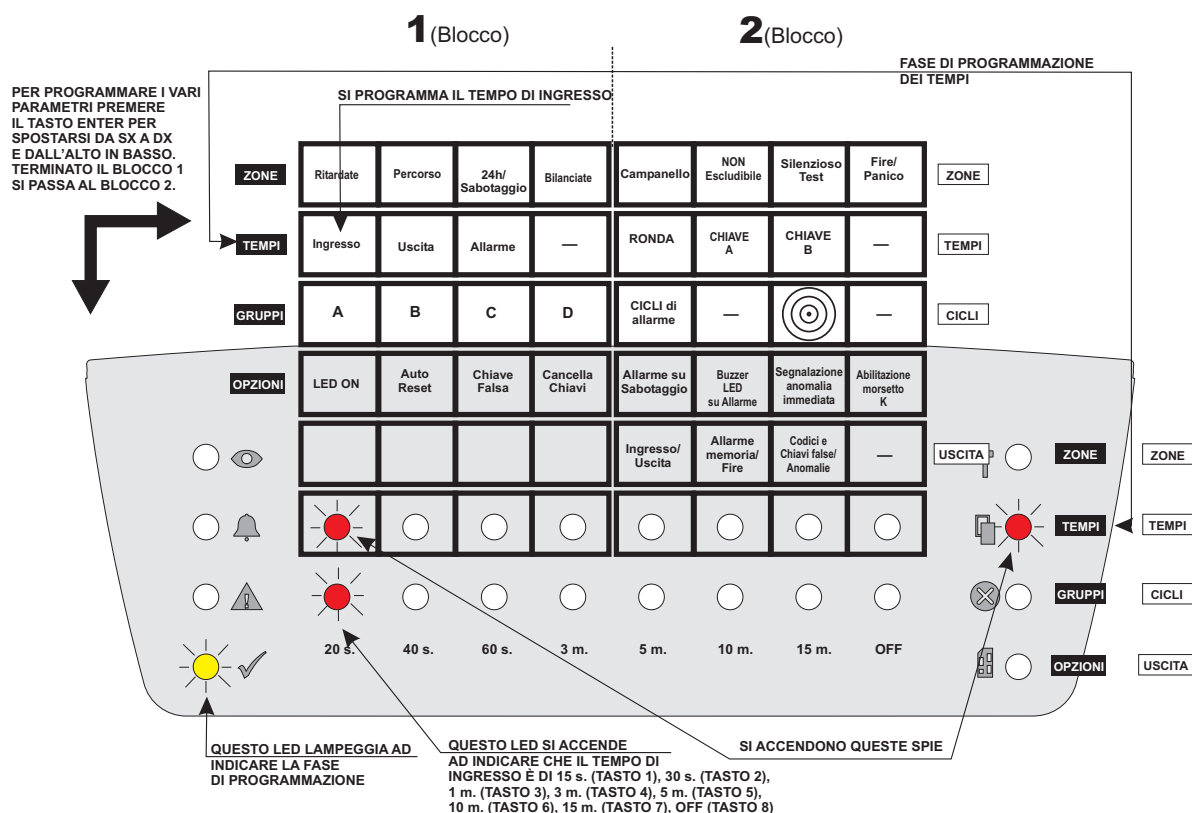 1(Blocco)
2(Blocco)
FASE DI PROGRAMMAZIONE
DEI TEMPI
PER PROGRAMMARE I VARI
PARAMETRI PREMERE
IL TASTO ENTER PER
SPOSTARSI DA SX A DX
E DALL'ALTO IN BASSO.
TERMINATO IL BLOCCO 1
SI PASSA AL BLOCCO 2.
SI PROGRAMMA IL TEMPO DI INGRESSO
ZONE
Ritardate
Percorso
24h/
Sabotaggio
Bilanciate
Campanello
NON
Escludibile
Silenzioso
Test
Fire/
Panico
ZONE
TEMPI
Ingresso
Uscita
Allarme
—
RONDA
CHIAVE
A
CHIAVE
B
—
TEMPI
GRUPPI
A
B
C
D
CICLI di
allarme
—
—
CICLI
OPZIONI
LED ON
Auto
Reset
Chiave
Falsa
Cancella
Chiavi
Allarme su
Sabotaggio
Buzzer
LED
su Allarme
Segnalazione
anomalia
immediata
Abilitazione
morsetto
K
Ingresso/
Uscita
Allarme
memoria/
Fire
Codici e
Chiavi false/
Anomalie
—
USCITA
ZONE
ZONE
TEMPI
TEMPI
GRUPPI
CICLI
20 s.
40 s.
60 s.
3 m.
5 m.
10 m.
15 m.
OFF
OPZIONI
USCITA
QUESTO LED LAMPEGGIA AD
INDICARE LA FASE
DI PROGRAMMAZIONE
QUESTO LED SI ACCENDE
AD INDICARE CHE IL TEMPO DI
INGRESSO È DI 15 s. (TASTO 1), 30 s. (TASTO 2),
1 m. (TASTO 3), 3 m. (TASTO 4), 5 m. (TASTO 5),
10 m. (TASTO 6), 15 m. (TASTO 7), OFF (TASTO 8)
SI ACCENDONO QUESTE SPIE